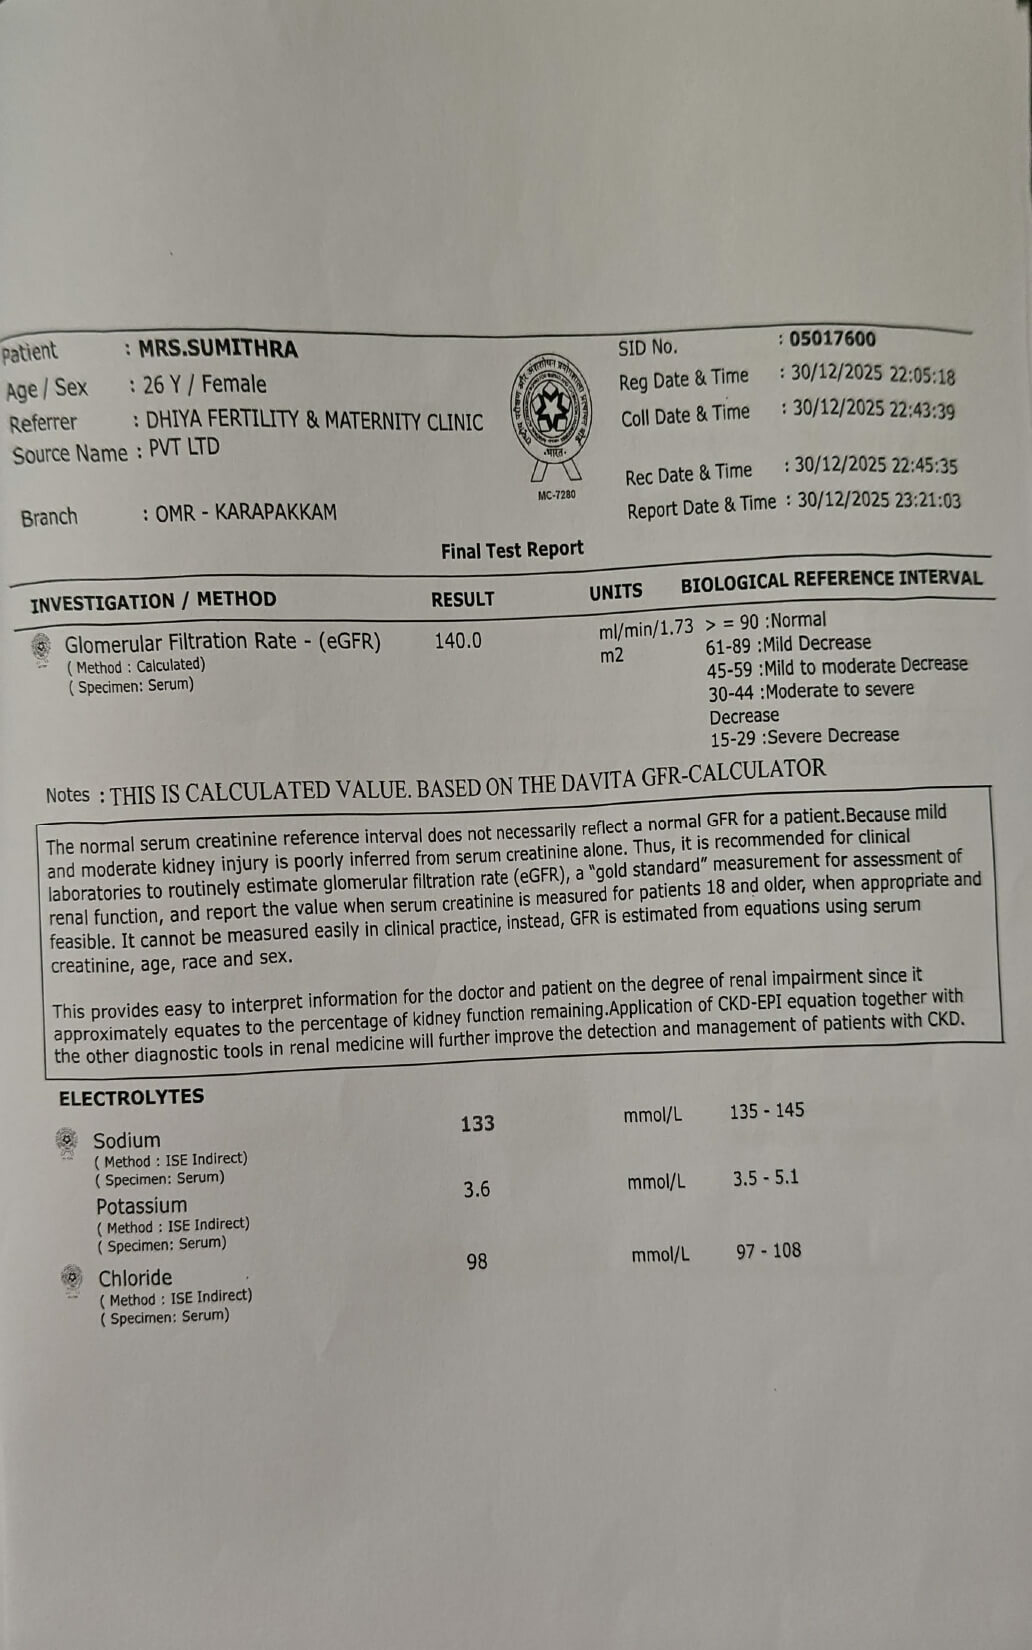 Patient : MRS.SUMITHRA
Age / Sex : 26 Y / Female
Referrer : DHIYA FERTILITY & MATERNITY CLINIC
Source Name : PVT LTD
Branch : OMR - KARAPAKKAM
भारत
MC-7280
SID No. : 05017600
Reg Date & Time : 30/12/2025 22:05:18
Coll Date & Time : 30/12/2025 22:43:39
Rec Date & Time : 30/12/2025 22:45:35
Report Date & Time : 30/12/2025 23:21:03
Final Test Report
INVESTIGATION / METHOD RESULT UNITS BIOLOGICAL REFERENCE INTERVAL
Glomerular Filtration Rate - (eGFR) 140.0 ml/min/1.73 > = 90 :Normal
( Method : Calculated) m2 61-89 :Mild Decrease
( Specimen: Serum) 45-59 :Mild to moderate Decrease
30-44 :Moderate to severe
Decrease
15-29 :Severe Decrease
Notes : THIS IS CALCULATED VALUE. BASED ON THE DAVITA GFR-CALCULATOR
The normal serum creatinine reference interval does not necessarily reflect a normal GFR for a patient.Because mild
and moderate kidney injury is poorly inferred from serum creatinine alone. Thus, it is recommended for clinical
laboratories to routinely estimate glomerular filtration rate (eGFR), a “gold standard” measurement for assessment of
renal function, and report the value when serum creatinine is measured for patients 18 and older, when appropriate and
feasible. It cannot be measured easily in clinical practice, instead, GFR is estimated from equations using serum
creatinine, age, race and sex.
This provides easy to interpret information for the doctor and patient on the degree of renal impairment since it
approximately equates to the percentage of kidney function remaining.Application of CKD-EPI equation together with
the other diagnostic tools in renal medicine will further improve the detection and management of patients with CKD.
ELECTROLYTES
Sodium 133 mmol/L 135 - 145
( Method : ISE Indirect)
( Specimen: Serum)
Potassium 3.6 mmol/L 3.5 - 5.1
( Method : ISE Indirect)
( Specimen: Serum)
Chloride 98 mmol/L 97 - 108
( Method : ISE Indirect)
( Specimen: Serum)